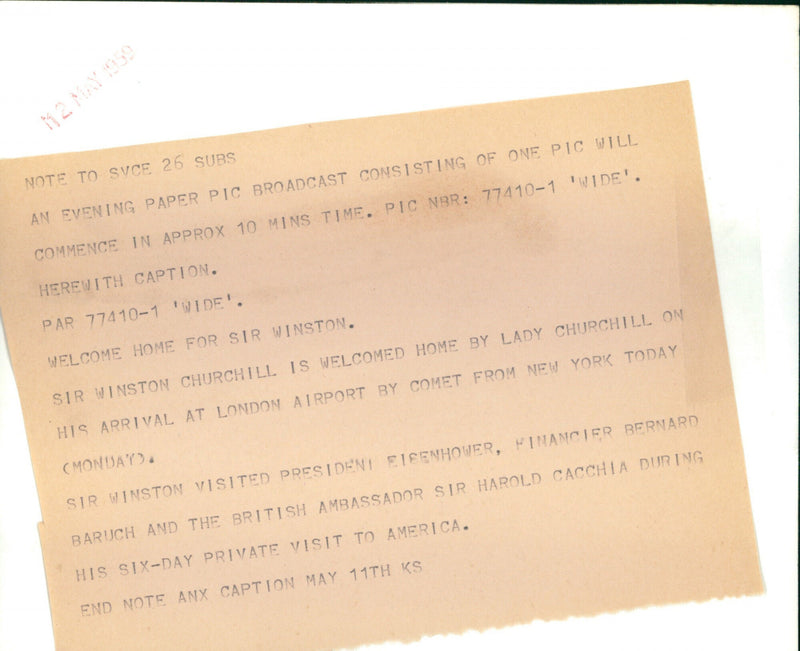 12 MAY 1959
NOTE TO SVCE 26 SUBS
AN EVENING PAPER PIC BROADCAST CONSISTING OF ONE PIC WILL
COMMENCE IN APPROX 10 MINS TIME. PIC NBR: 77410-1 'WIDE'.
HEREWITH CAPTION.
PAR 77410-1 'WIDE'.
WELCOME HOME FOR SIR WINSTON.
SIR WINSTON CHURCHILL IS WELCOMED HOME BY LADY CHURCHILL ON
HIS ARRIVAL AT LONDON AIRPORT BY COMET FROM NEW YORK TODAY
(MONDAY).
SIR WINSTON VISITED PRESIDENT EISENHOWER, FINANCIER BERNARD
BARUCH AND THE BRITISH AMBASSADOR SIR HAROLD CACCHIA DURING
HIS SIX-DAY PRIVATE VISIT TO AMERICA.
END NOTE ANX CAPTION MAY 11TH KS